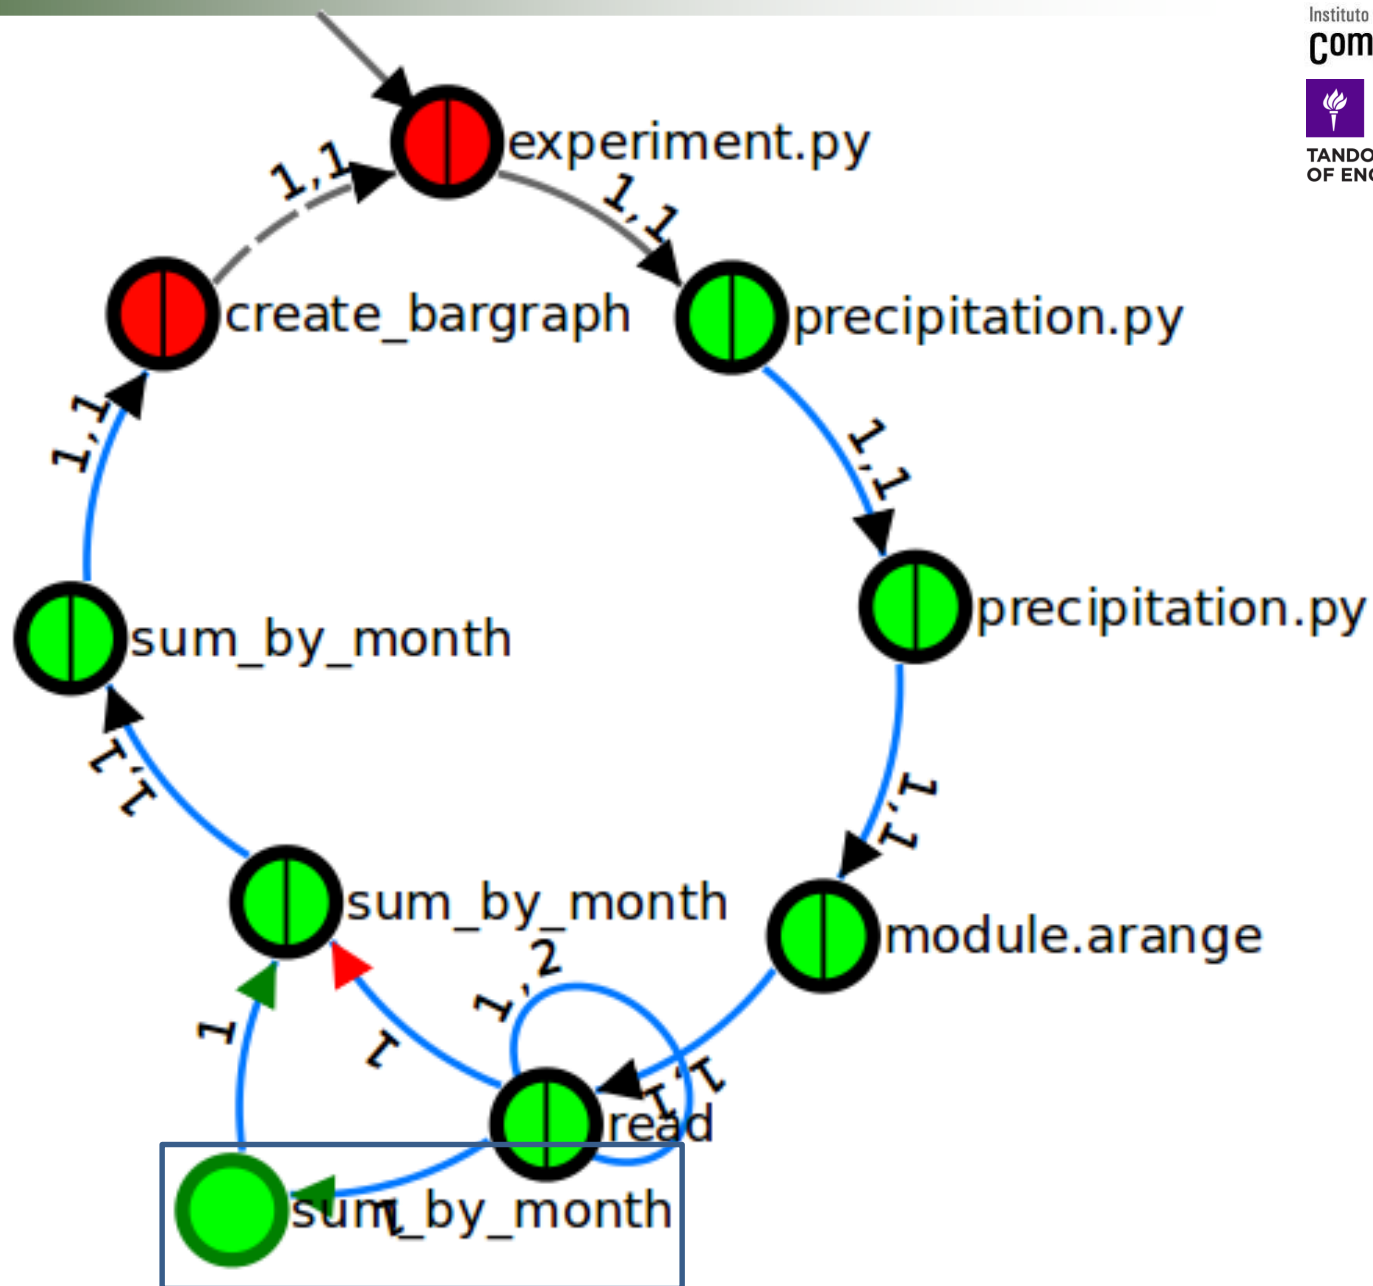 Instituto
Com
TANDO
OF ENG
experiment.py
1,1
1,1
create_bargraph
precipitation.py
1,1
1,1
precipitation.py
sum_by_month
1,1
1,1
sum_by_month
module.arange
1,2
1
1
1,1
read
sum_by_month
1